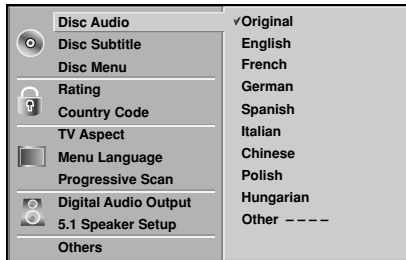 Disc Audio
Disc Subtitle
Disc Menu
Rating
Country Code
TV Aspect
Menu Language
Progressive Scan
Digital Audio Output
5.1 Speaker Setup
Others
✓Original
English
French
German
Spanish
Italian
Chinese
Polish
Hungarian
Other – – – –